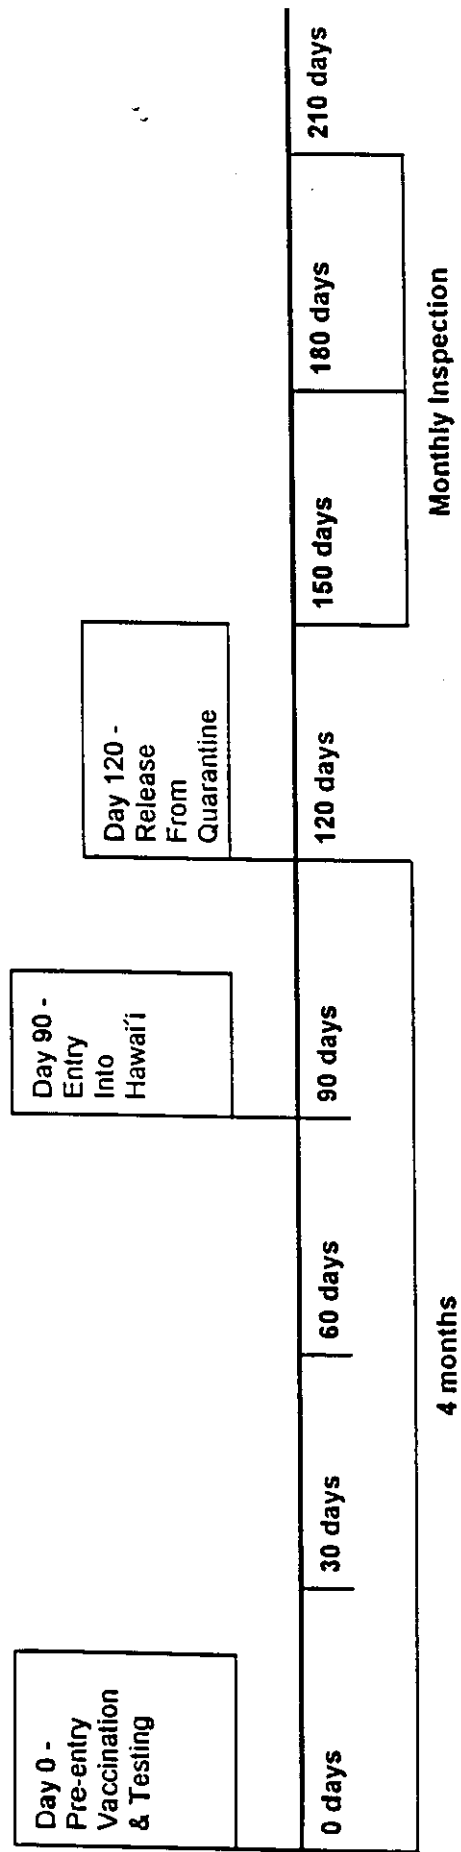 Day 0 -
Pre-entry
Vaccination
& Testing
Day 90 -
Entry
Into
Hawai'i
Day 120 -
Release
From
Quarantine
0 days
30 days
60 days
90 days
120 days
150 days
180 days
210 days
4 months
Monthly Inspection